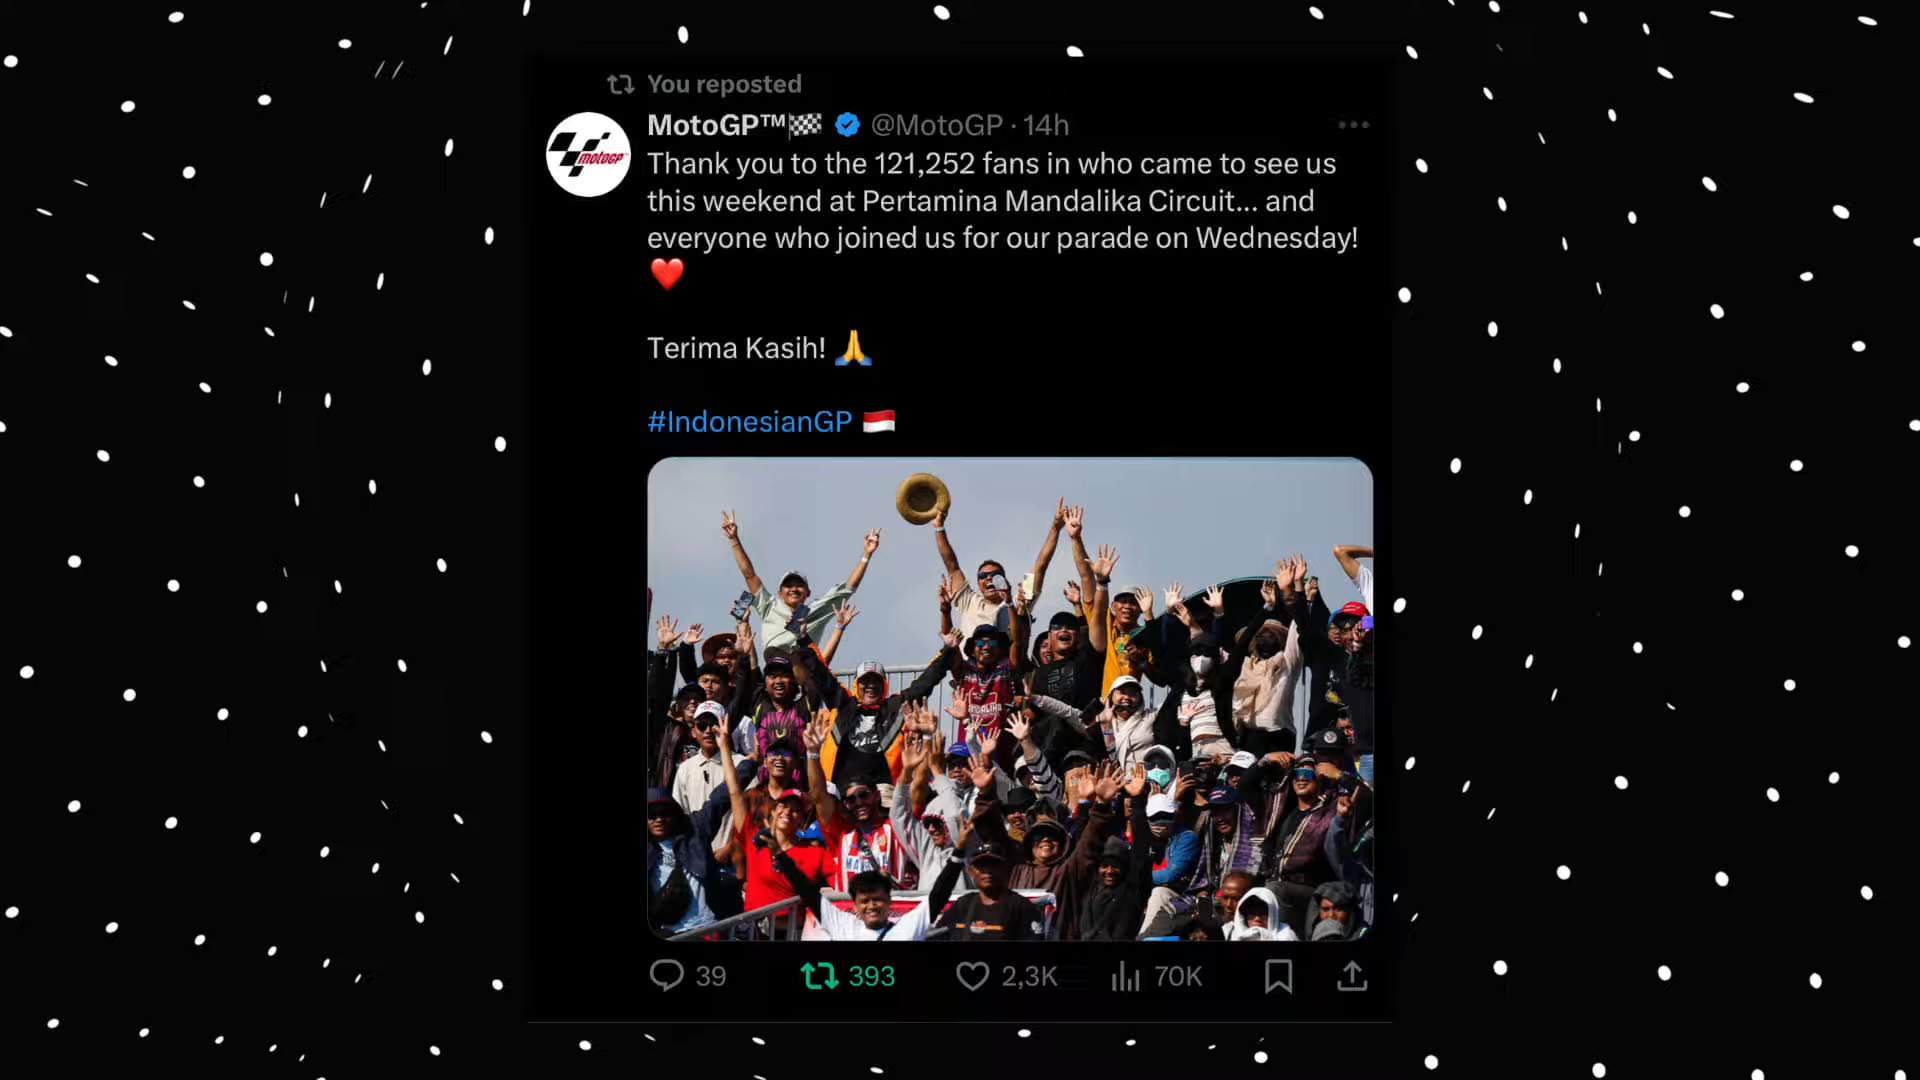 You reposted
MotoGP™🏁 @MotoGP · 14h
Thank you to the 121,252 fans in who came to see us
this weekend at Pertamina Mandalika Circuit... and
everyone who joined us for our parade on Wednesday!
❤️
Terima Kasih! 🙏
#IndonesianGP 🇮🇩
39 393 2,3K 70K